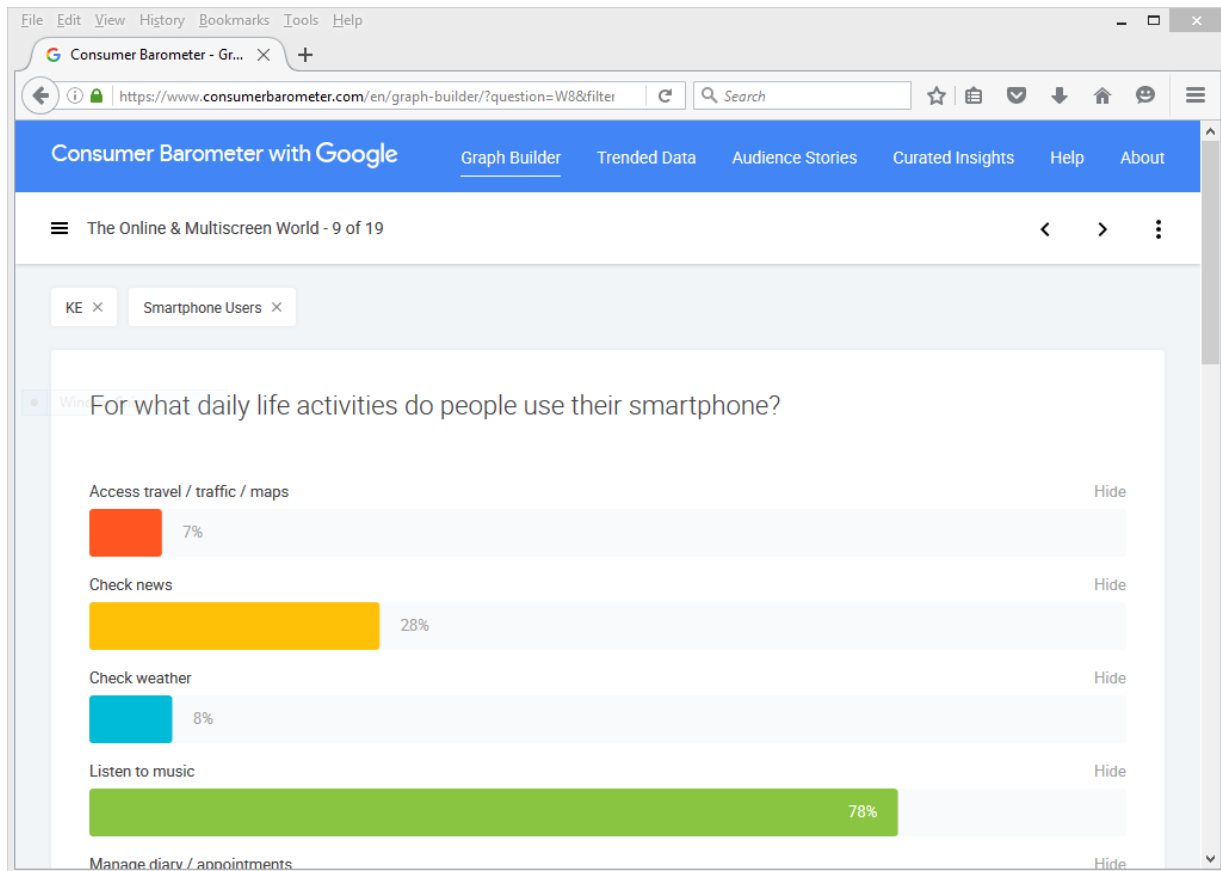 File Edit View History Bookmarks Tools Help
Consumer Barometer - Gr...
https://www.consumerbarometer.com/en/graph-builder/?question=W8&filter
Search
Consumer Barometer with Google Graph Builder Trended Data Audience Stories Curated Insights Help About
The Online & Multiscreen World - 9 of 19
KE Smartphone Users
For what daily life activities do people use their smartphone?
Access travel / traffic / maps Hide
7%
Check news Hide
28%
Check weather Hide
8%
Listen to music Hide
78%
Manage diary / appointments Hide